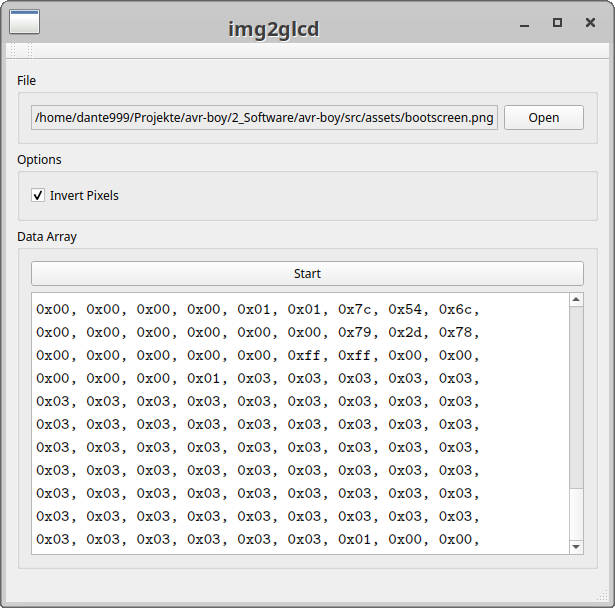 img2glcd
File
/home/dante999/Projekte/avr-boy/2_Software/avr-boy/src/assets/bootscreen.png
Open
Options
Invert Pixels
Data Array
Start
0x00, 0x00, 0x00, 0x00, 0x01, 0x01, 0x7c, 0x54, 0x6c,
0x00, 0x00, 0x00, 0x00, 0x00, 0x00, 0x79, 0x2d, 0x78,
0x00, 0x00, 0x00, 0x00, 0x00, 0xff, 0xff, 0x00, 0x00,
0x00, 0x00, 0x00, 0x01, 0x03, 0x03, 0x03, 0x03, 0x03,
0x03, 0x03, 0x03, 0x03, 0x03, 0x03, 0x03, 0x03, 0x03,
0x03, 0x03, 0x03, 0x03, 0x03, 0x03, 0x03, 0x03, 0x03,
0x03, 0x03, 0x03, 0x03, 0x03, 0x03, 0x03, 0x03, 0x03,
0x03, 0x03, 0x03, 0x03, 0x03, 0x03, 0x03, 0x03, 0x03,
0x03, 0x03, 0x03, 0x03, 0x03, 0x03, 0x03, 0x03, 0x03,
0x03, 0x03, 0x03, 0x03, 0x03, 0x03, 0x03, 0x03, 0x03,
0x03, 0x03, 0x03, 0x03, 0x03, 0x03, 0x01, 0x00, 0x00,